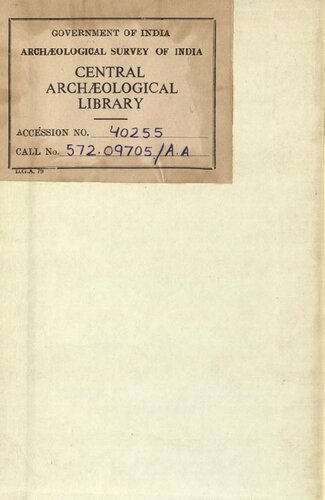 GOVERNMENT OF INDIA
ARCHÆOLOGICAL SURVEY OF INDIA
CENTRAL
ARCHÆOLOGICAL
LIBRARY
ACCESSION NO. 40255
CALL No. 572.09705/A.A
D.G.A. 79